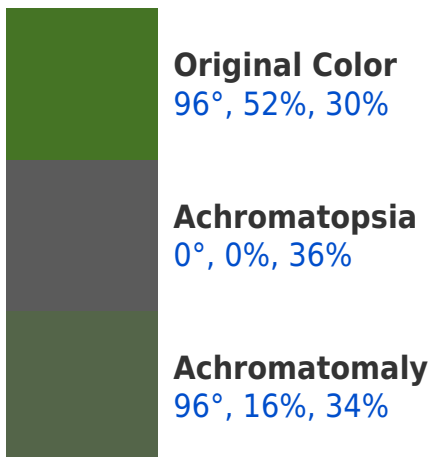 Original Color
96°, 52%, 30%
Achromatopsia
0°, 0%, 36%
Achromatomaly
96°, 16%, 34%